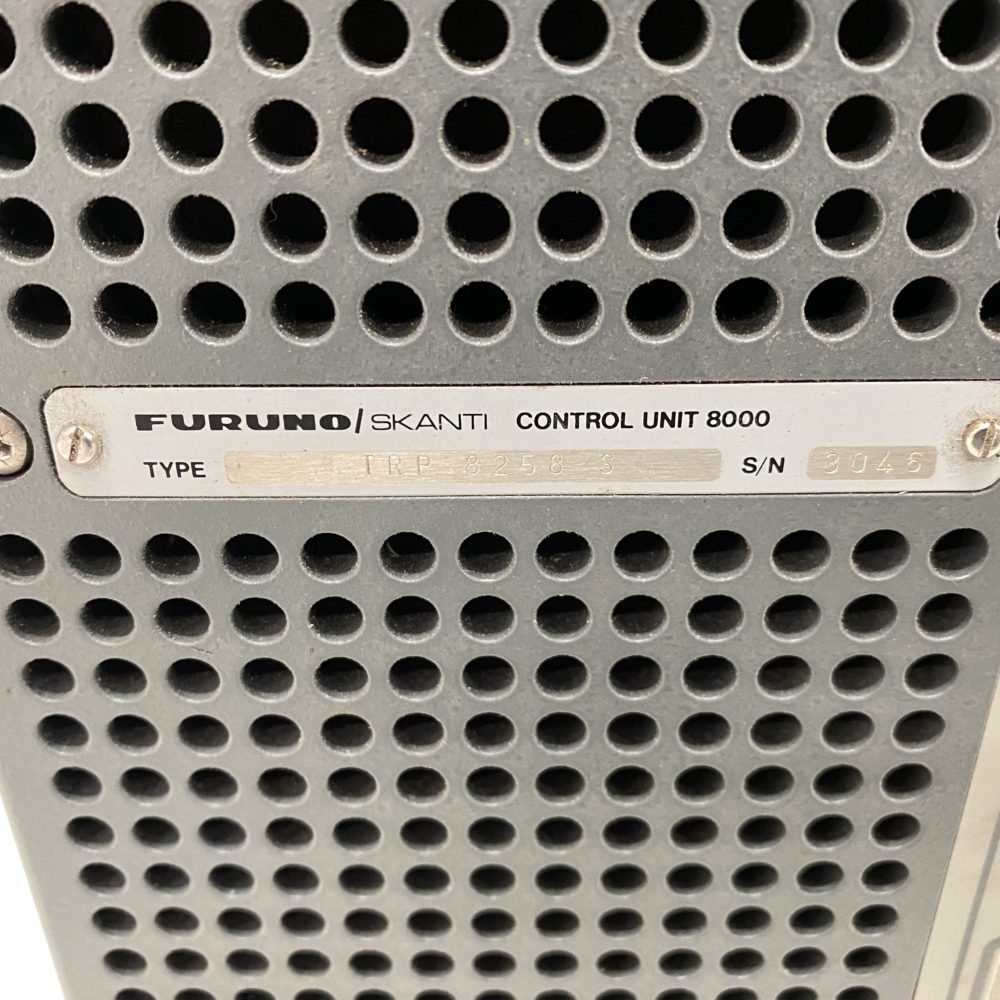 FURUNO/SKANTI CONTROL UNIT 8000
TYPE TRP 8258 S S/N 3046